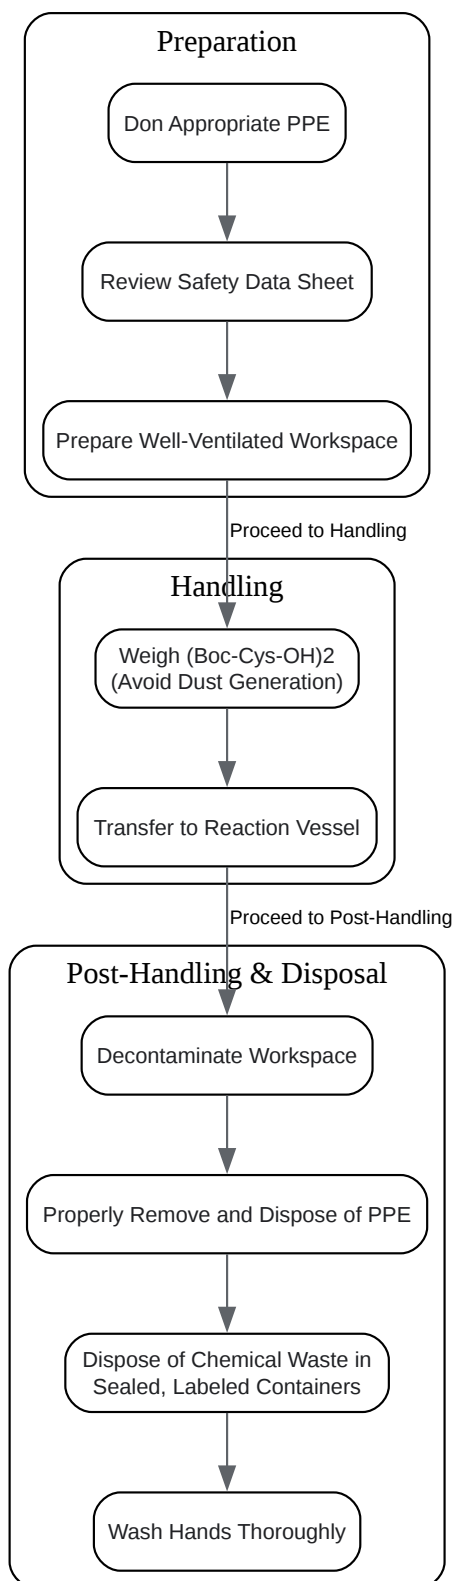 Preparation
Don Appropriate PPE
Review Safety Data Sheet
Prepare Well-Ventilated Workspace
Proceed to Handling
Handling
Weigh (Boc-Cys-OH)2
(Avoid Dust Generation)
Transfer to Reaction Vessel
Proceed to Post-Handling
Post-Handling & Disposal
Decontaminate Workspace
Properly Remove and Dispose of PPE
Dispose of Chemical Waste in
Sealed, Labeled Containers
Wash Hands Thoroughly